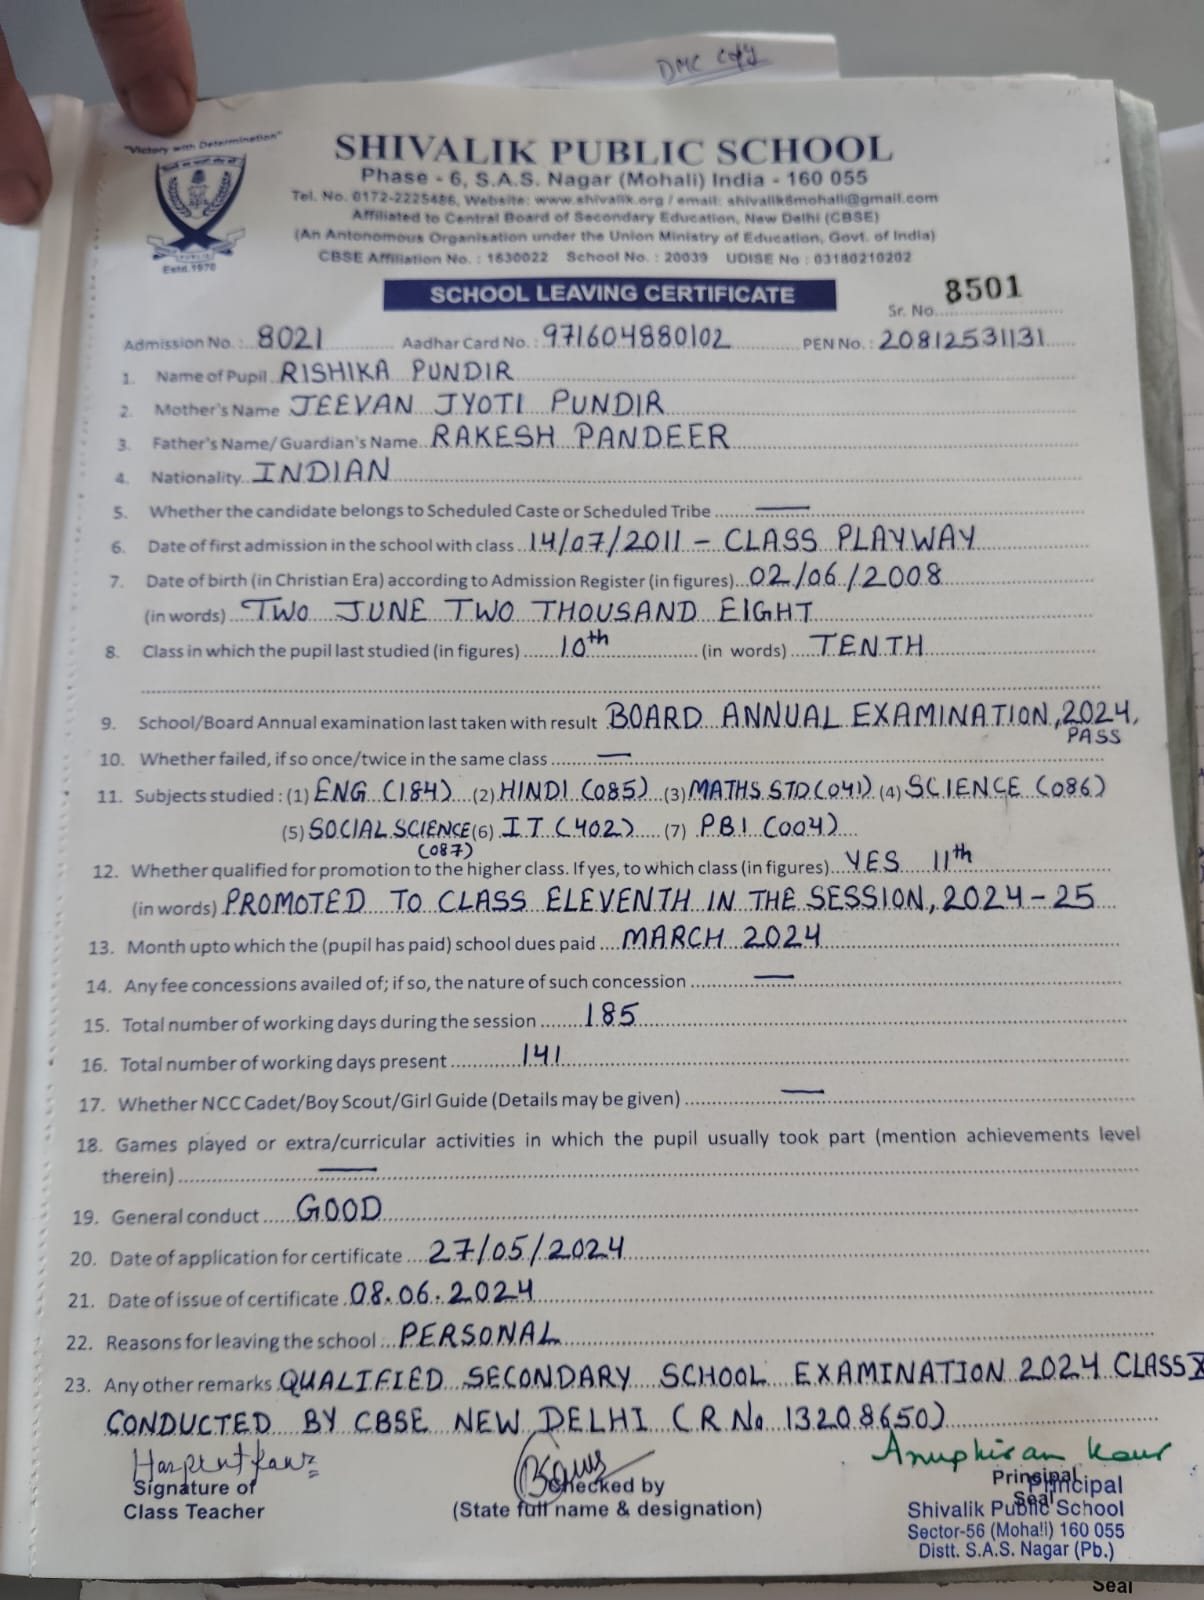 DMC copy
"Victory with Determination"
Estd.1970
SHIVALIK PUBLIC SCHOOL
Phase - 6, S.A.S. Nagar (Mohali) India - 160 055
Tel. No. 0172-2225486, Website: www.shivalik.org / email: shivalik6mohali@gmail.com
Affiliated to Central Board of Secondary Education, New Delhi (CBSE)
(An Antonomous Organisation under the Union Ministry of Education, Govt. of India)
CBSE Affiliation No. : 1630022 School No. : 20039 UDISE No : 03180210202
SCHOOL LEAVING CERTIFICATE
Sr. No. 8501
Admission No. : 8021 Aadhar Card No. : 971604880102 PEN No. : 20812531131
1. Name of Pupil RISHIKA PUNDIR
2. Mother's Name JEEVAN JYOTI PUNDIR
3. Father's Name/Guardian's Name RAKESH PANDEER
4. Nationality INDIAN
5. Whether the candidate belongs to Scheduled Caste or Scheduled Tribe —
6. Date of first admission in the school with class 14/07/2011 - CLASS PLAYWAY
7. Date of birth (in Christian Era) according to Admission Register (in figures) 02/06/2008
(in words) TWO JUNE TWO THOUSAND EIGHT
8. Class in which the pupil last studied (in figures) 10th (in words) TENTH
9. School/Board Annual examination last taken with result BOARD ANNUAL EXAMINATION, 2024,
PASS
10. Whether failed, if so once/twice in the same class —
11. Subjects studied : (1) ENG (184) (2) HINDI (085) (3) MATHS STD (041) (4) SCIENCE (086)
(5) SOCIAL SCIENCE (6) I.T (402) (7) PBI (004)
(087)
12. Whether qualified for promotion to the higher class. If yes, to which class (in figures) YES 11th
(in words) PROMOTED TO CLASS ELEVENTH IN THE SESSION, 2024-25
13. Month upto which the (pupil has paid) school dues paid MARCH 2024
14. Any fee concessions availed of; if so, the nature of such concession —
15. Total number of working days during the session 185
16. Total number of working days present 141
17. Whether NCC Cadet/Boy Scout/Girl Guide (Details may be given) —
18. Games played or extra/curricular activities in which the pupil usually took part (mention achievements level
therein) —
19. General conduct GOOD
20. Date of application for certificate 27/05/2024
21. Date of issue of certificate 08.06.2024
22. Reasons for leaving the school PERSONAL
23. Any other remarks QUALIFIED SECONDARY SCHOOL EXAMINATION 2024 CLASS X
CONDUCTED BY CBSE NEW DELHI (R No 13208650)
Anupkiran Kaur
Signature of
Class Teacher
Checked by
(State full name & designation)
Principal
Seal
Principal
Shivalik Public School
Sector-56 (Mohali) 160 055
Distt. S.A.S. Nagar (Pb.)
Seal